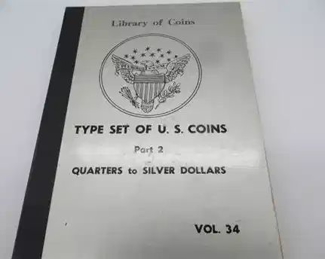 Library of Coins
TYPE SET OF U. S. COINS
Part 2
QUARTERS to SILVER DOLLARS
VOL. 34